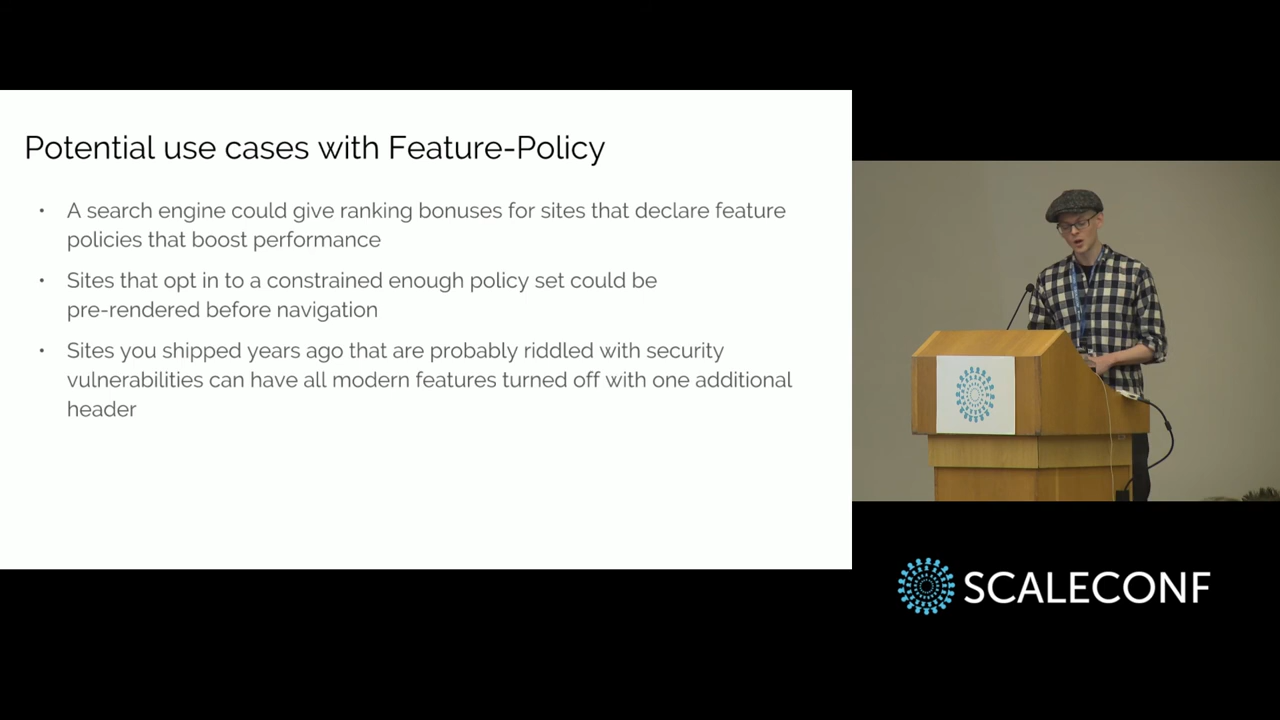 Potential use cases with Feature-Policy
• A search engine could give ranking bonuses for sites that declare feature
policies that boost performance
• Sites that opt in to a constrained enough policy set could be
pre-rendered before navigation
• Sites you shipped years ago that are probably riddled with security
vulnerabilities can have all modern features turned off with one additional
header
SCALECONF